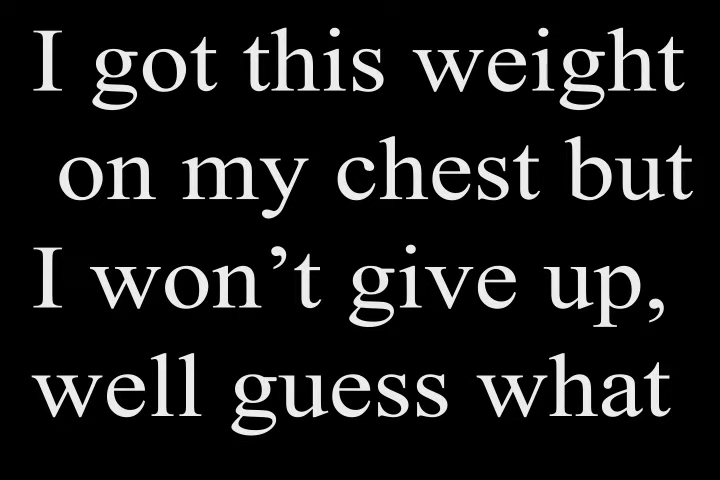 I got this weight
on my chest but
I won’t give up,
well guess what